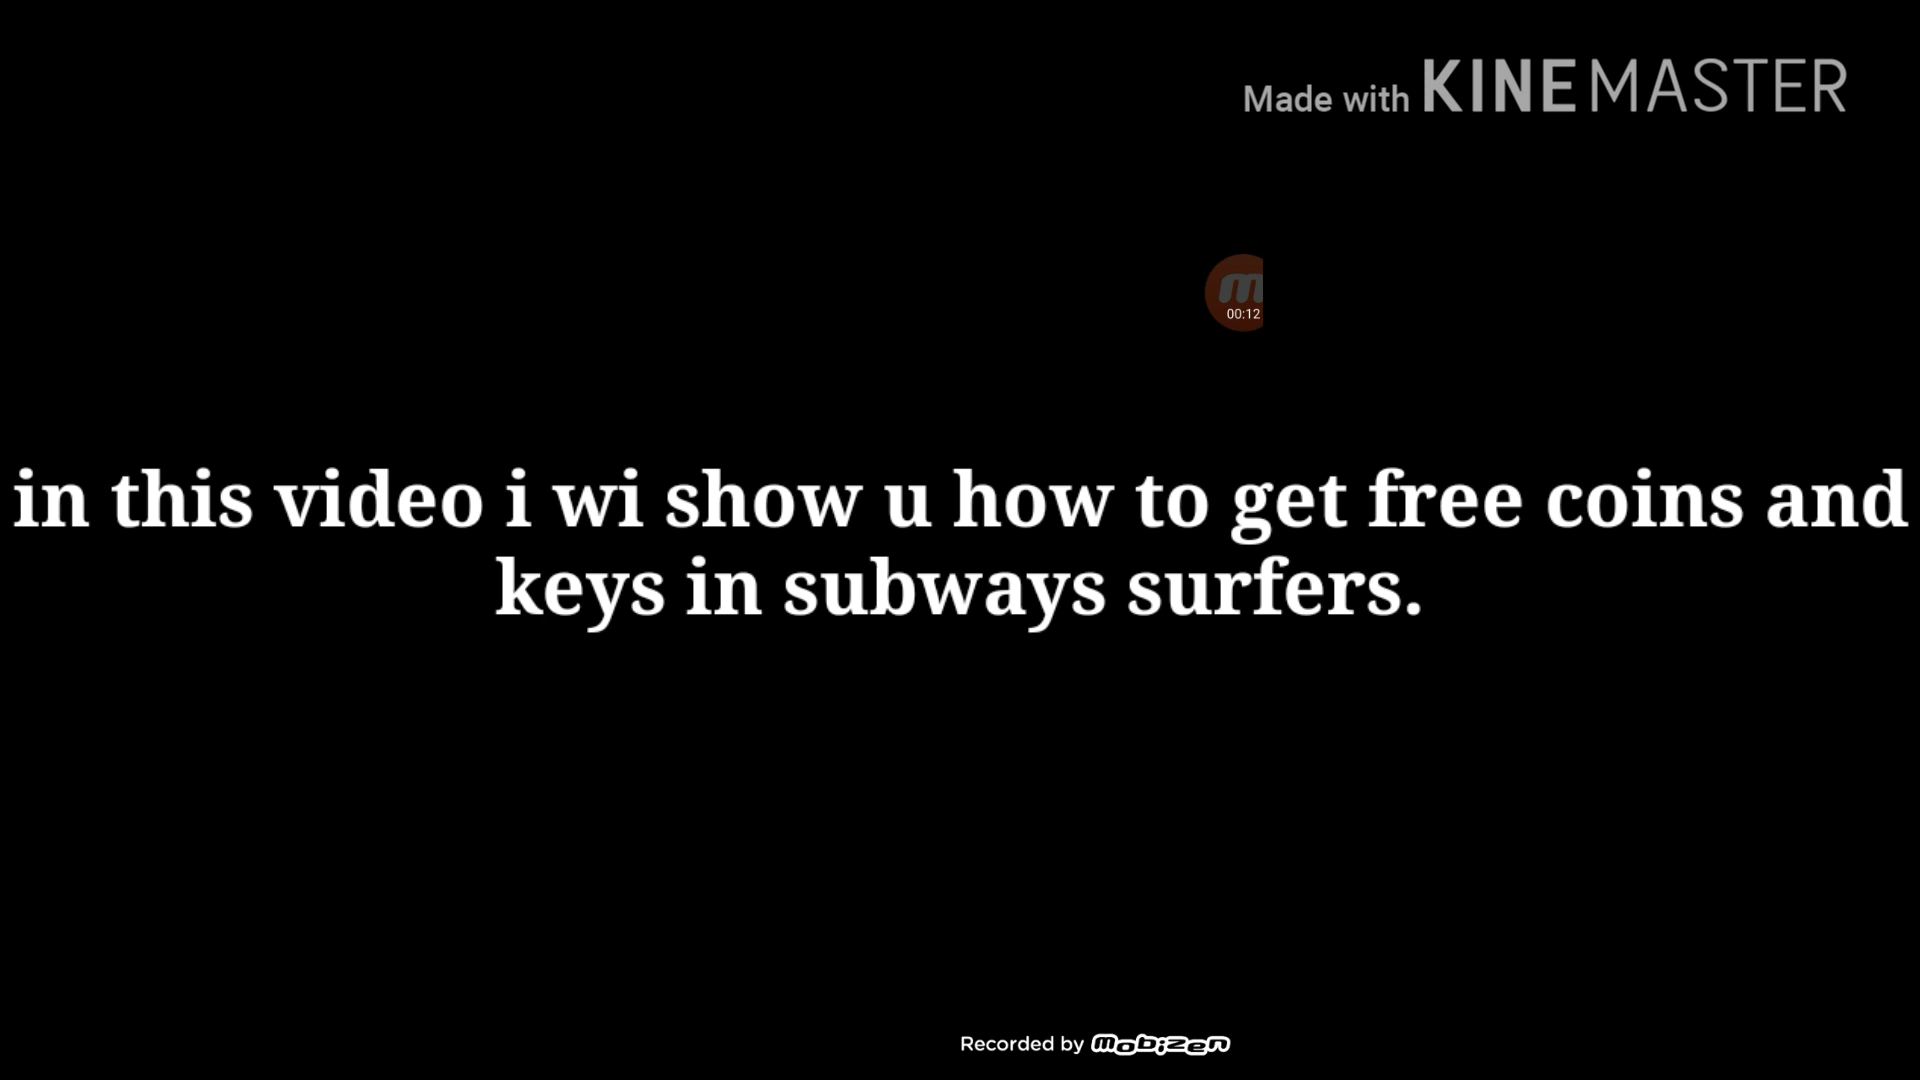 Made with KINEMASTER
00:12
in this video i wi show u how to get free coins and
keys in subways surfers.
Recorded by mobizen